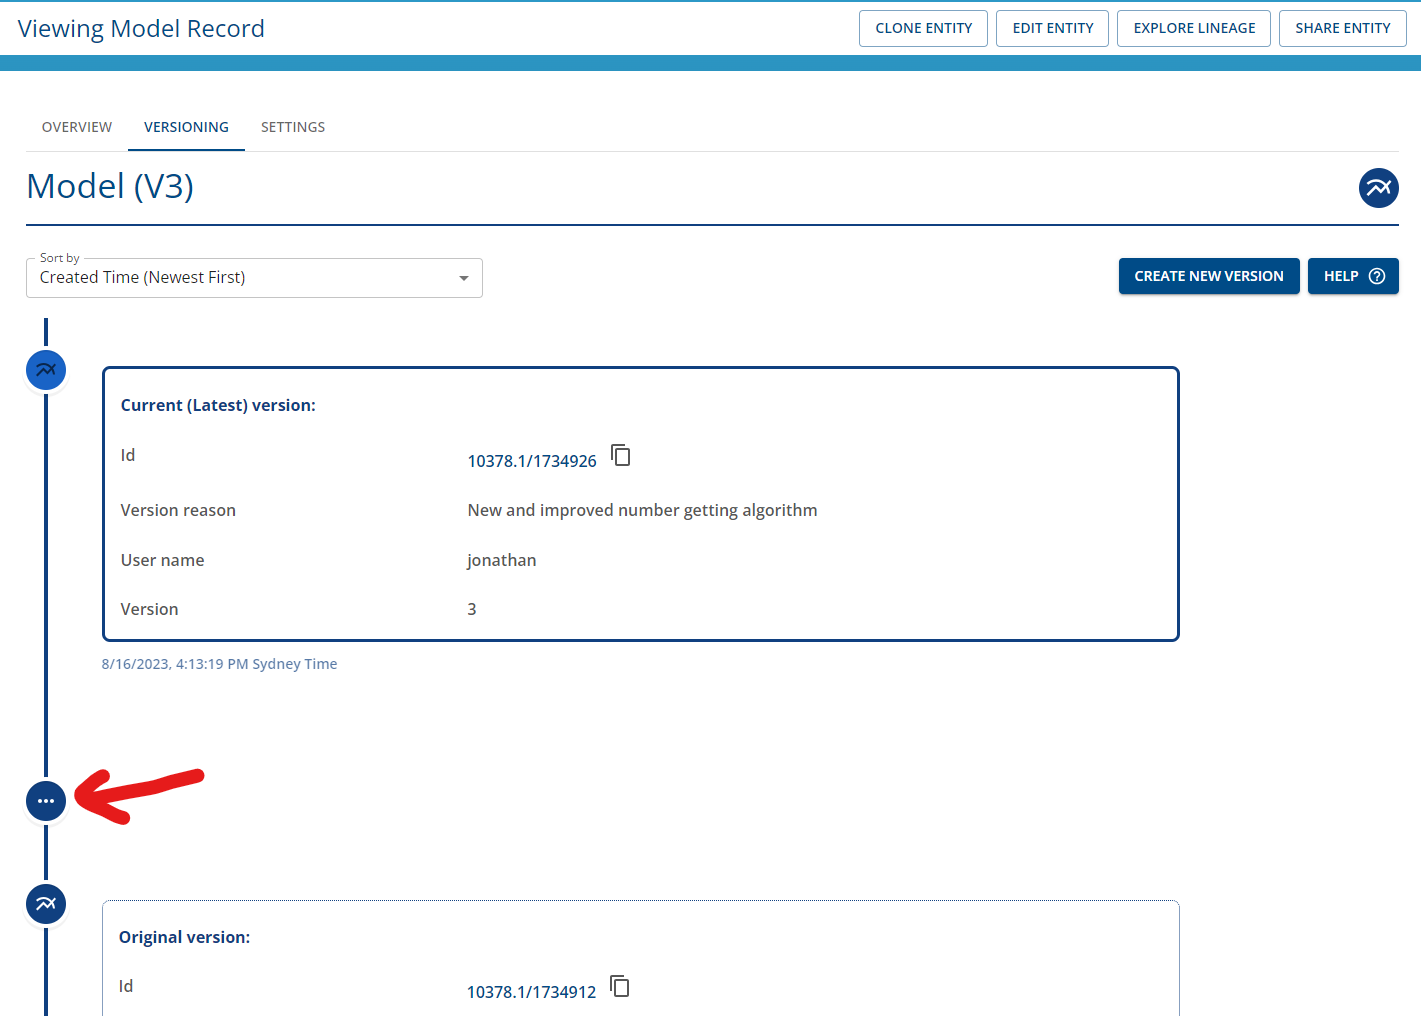 Viewing Model Record
CLONE ENTITY
EDIT ENTITY
EXPLORE LINEAGE
SHARE ENTITY
OVERVIEW
VERSIONING
SETTINGS
Model (V3)
Sort by
Created Time (Newest First)
CREATE NEW VERSION
HELP
Current (Latest) version:
Id 10378.1/1734926
Version reason New and improved number getting algorithm
User name jonathan
Version 3
8/16/2023, 4:13:19 PM Sydney Time
Original version:
Id 10378.1/1734912